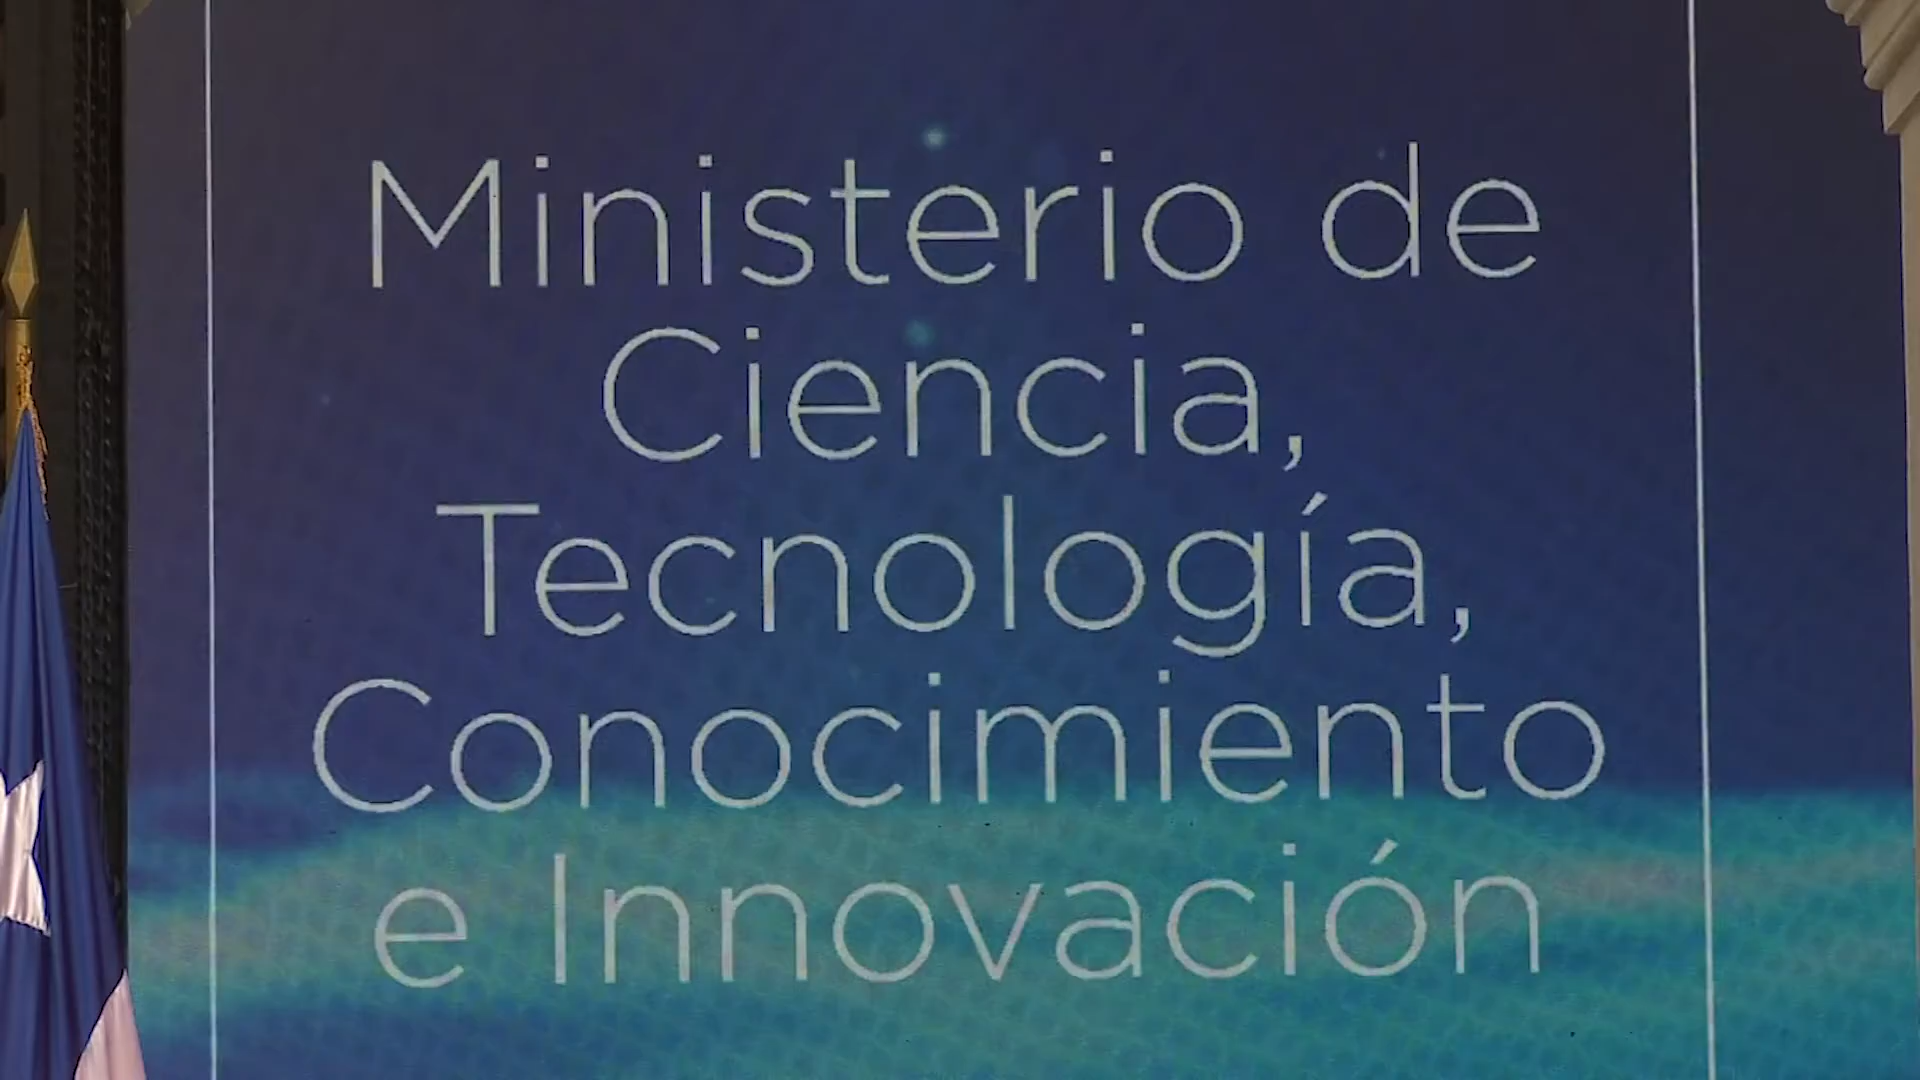 Ministerio de
Ciencia,
Tecnología,
Conocimiento
e Innovación